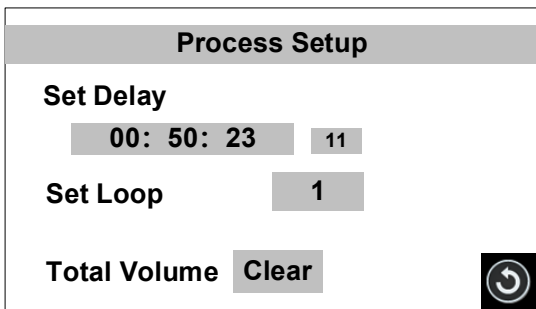 Process Setup
Set Delay
00: 50: 23 11
Set Loop 1
Total Volume Clear